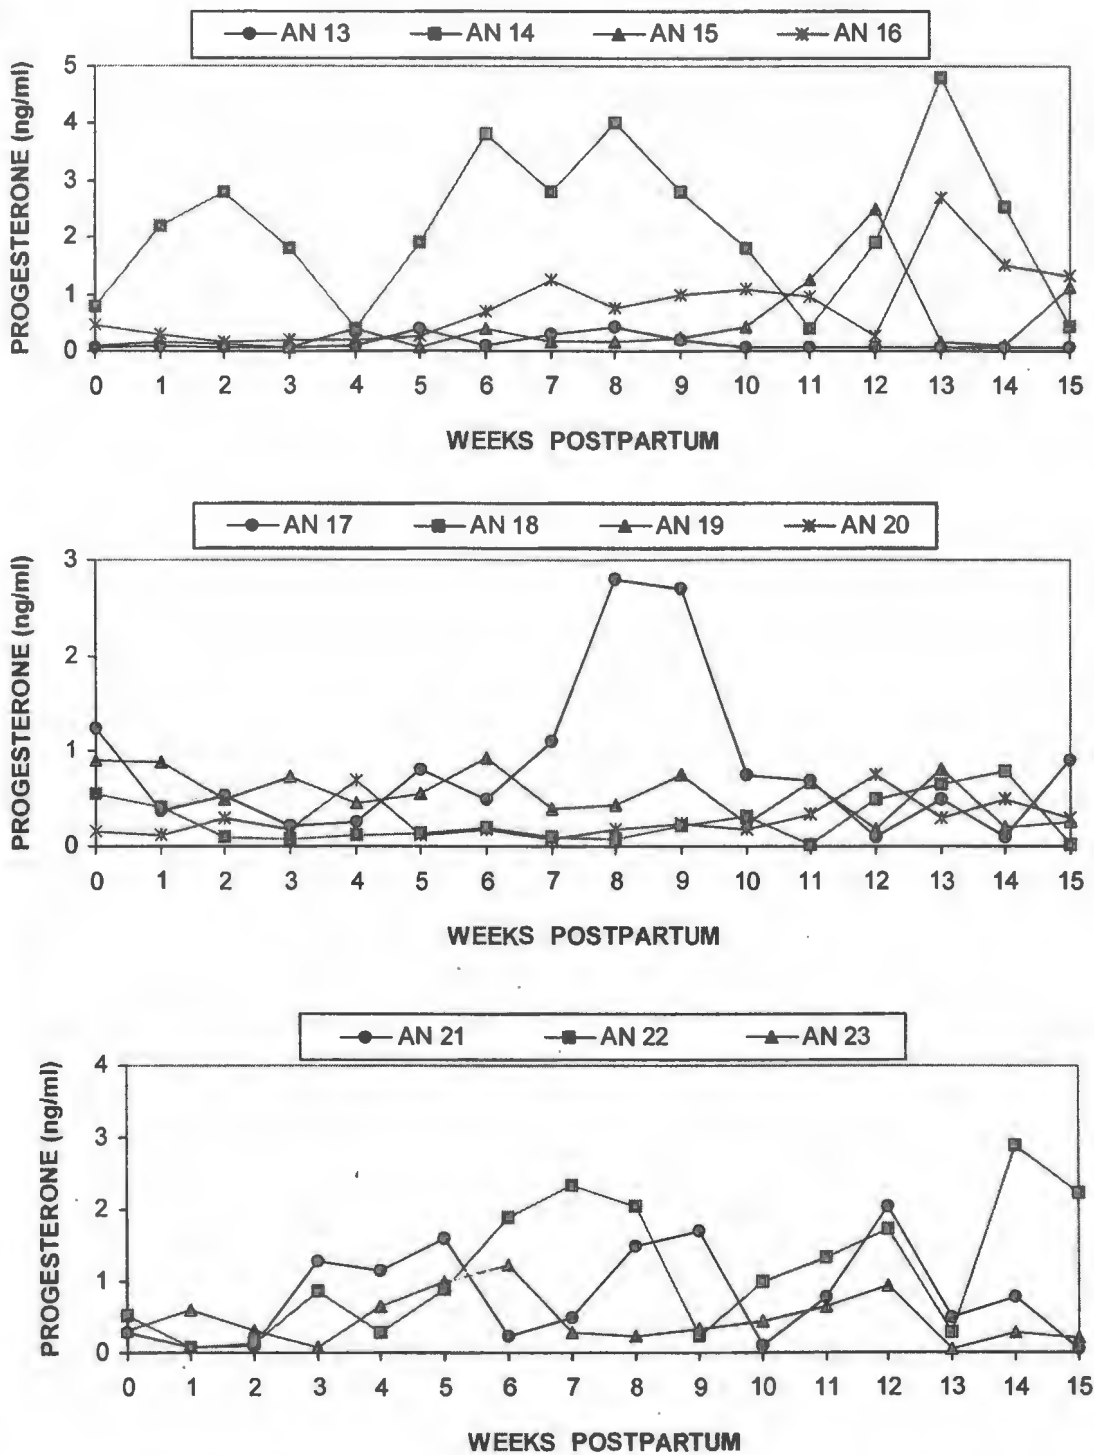 AN 13 AN 14 AN 15 AN 16
PROGESTERONE (ng/ml)
5
4
3
2
1
0
0 1 2 3 4 5 6 7 8 9 10 11 12 13 14 15
WEEKS POSTPARTUM
AN 17 AN 18 AN 19 AN 20
PROGESTERONE (ng/ml)
3
2
1
0
0 1 2 3 4 5 6 7 8 9 10 11 12 13 14 15
WEEKS POSTPARTUM
AN 21 AN 22 AN 23
PROGESTERONE (ng/ml)
4
3
2
1
0
0 1 2 3 4 5 6 7 8 9 10 11 12 13 14 15
WEEKS POSTPARTUM